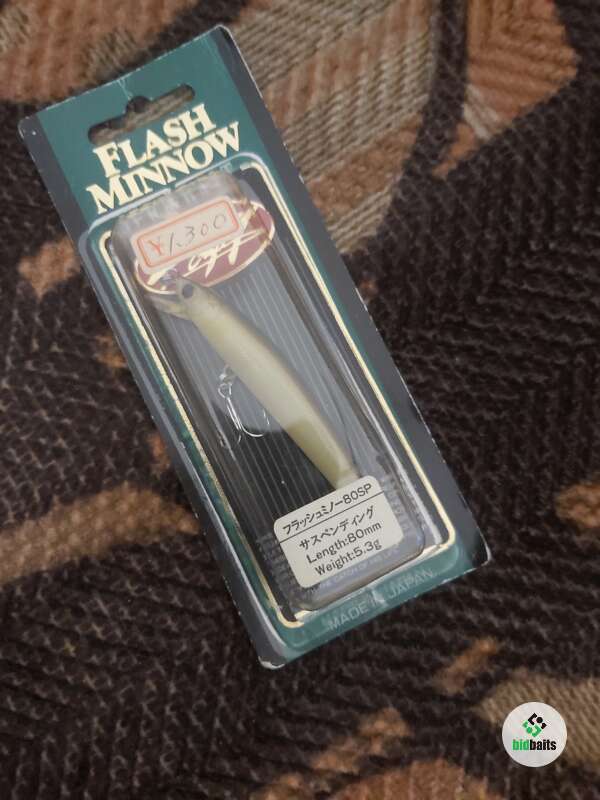 FLASH
MINNOW
¥1,300
フラッシュミノー80SP
サスペンディング
Length:80mm
Weight:5.3g
MADE IN JAPAN
bidbaits